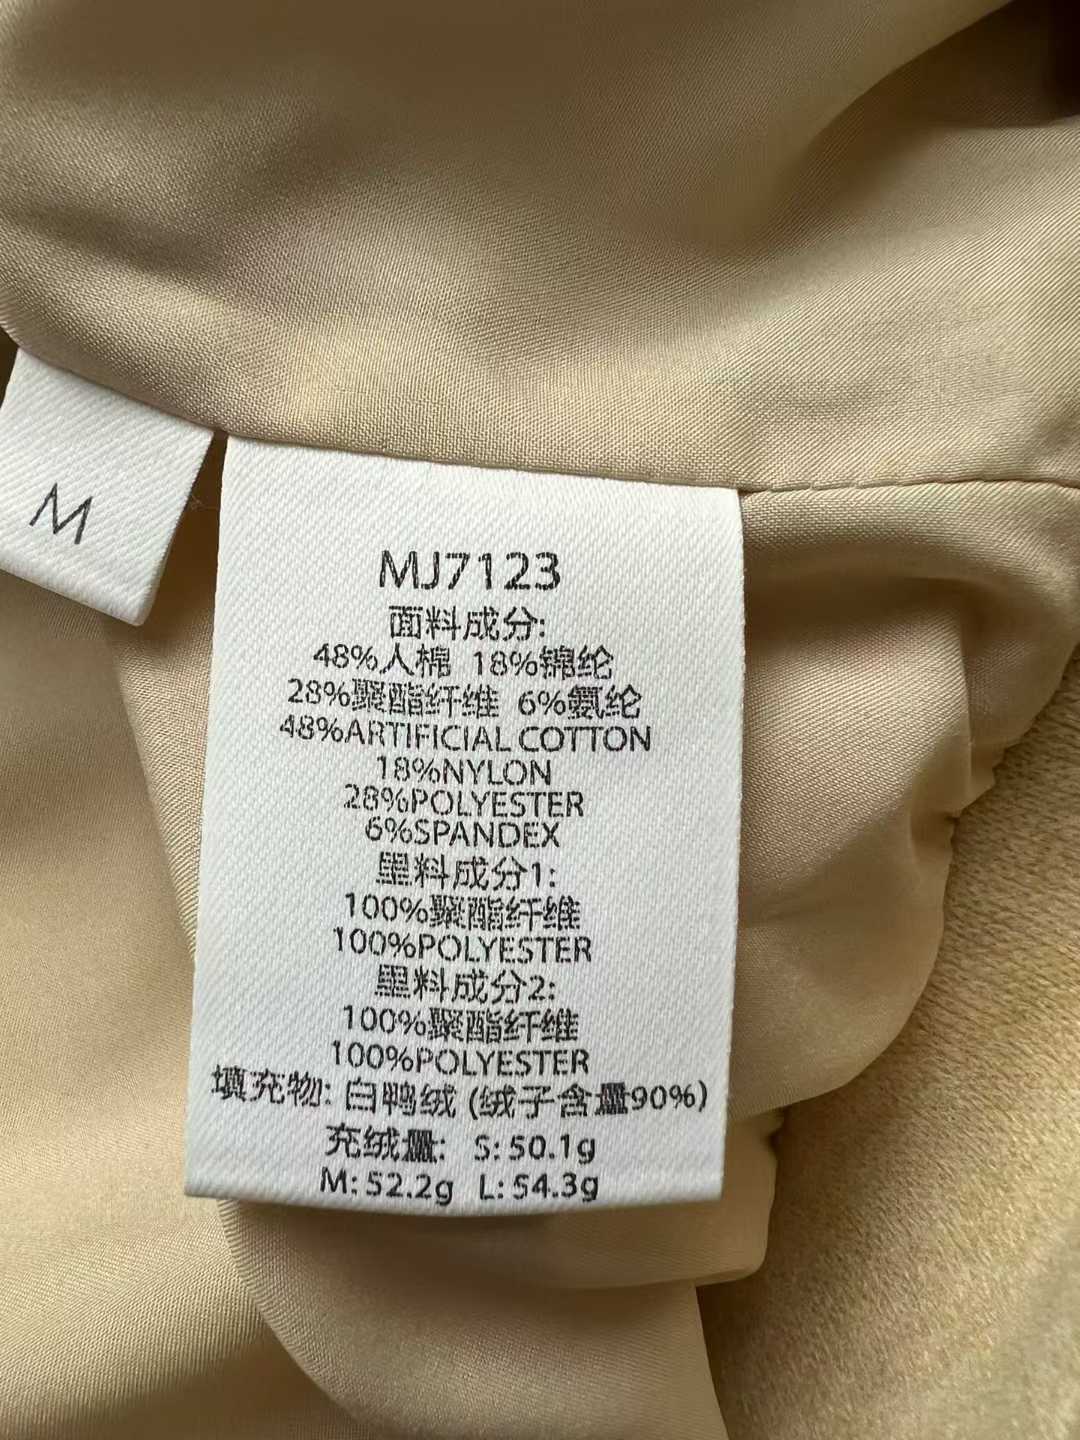 M
MJ7123
面料成分:
48%人棉 18%锦纶
28%聚酯纤维 6%氨纶
48%ARTIFICIAL COTTON
18%NYLON
28%POLYESTER
6%SPANDEX
里料成分1:
100%聚酯纤维
100%POLYESTER
里料成分2:
100%聚酯纤维
100%POLYESTER
填充物: 白鸭绒 (绒子含量90%)
充绒量: S: 50.1g
M: 52.2g L: 54.3g